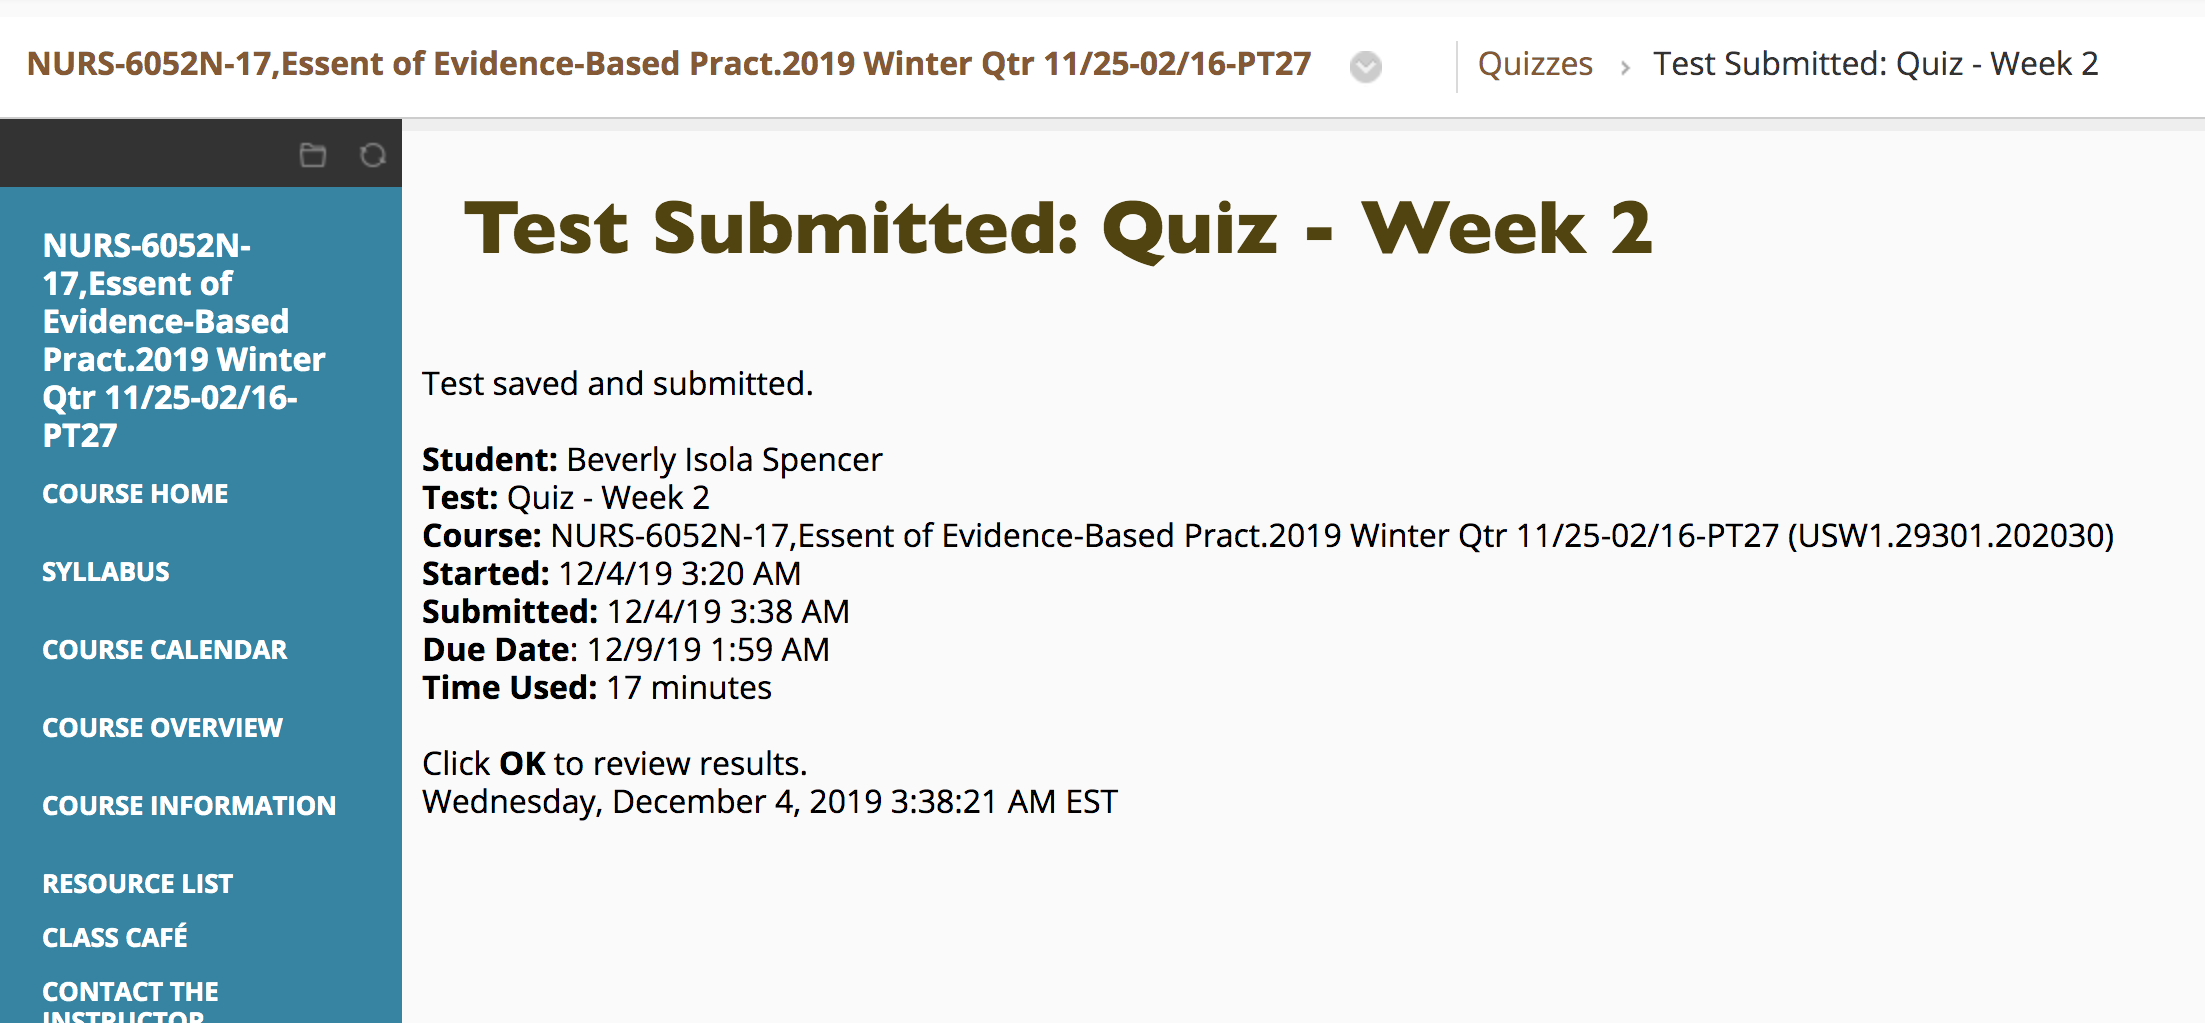 NURS-6052N-17,Essent of Evidence-Based Pract.2019 Winter Qtr 11/25-02/16-PT27
Quizzes › Test Submitted: Quiz - Week 2
NURS-6052N-
17,Essent of
Evidence-Based
Pract.2019 Winter
Qtr 11/25-02/16-
PT27
COURSE HOME
SYLLABUS
COURSE CALENDAR
COURSE OVERVIEW
COURSE INFORMATION
RESOURCE LIST
CLASS CAFÉ
CONTACT THE
INSTRUCTOR
Test Submitted: Quiz - Week 2
Test saved and submitted.
Student: Beverly Isola Spencer
Test: Quiz - Week 2
Course: NURS-6052N-17,Essent of Evidence-Based Pract.2019 Winter Qtr 11/25-02/16-PT27 (USW1.29301.202030)
Started: 12/4/19 3:20 AM
Submitted: 12/4/19 3:38 AM
Due Date: 12/9/19 1:59 AM
Time Used: 17 minutes
Click OK to review results.
Wednesday, December 4, 2019 3:38:21 AM EST